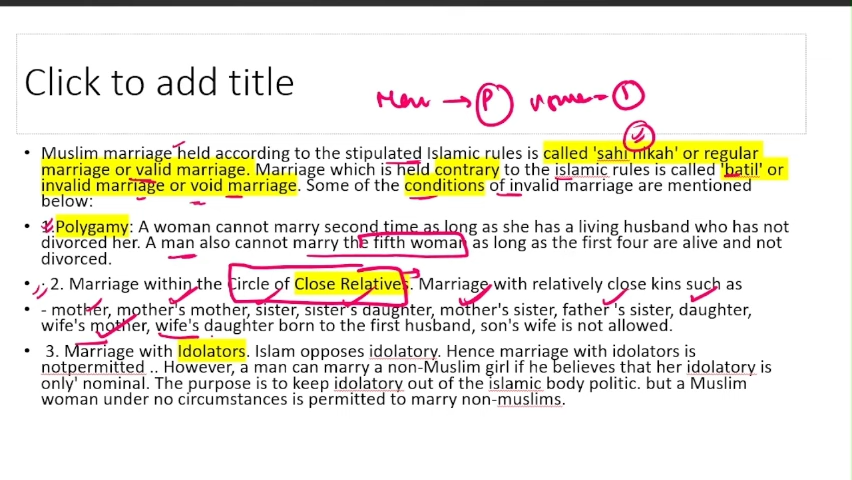 Click to add title
Men → P
1
• Muslim marriage held according to the stipulated Islamic rules is called 'sahi nikah' or regular
marriage or valid marriage. Marriage which is held contrary to the islamic rules is called 'batil' or
invalid marriage or void marriage. Some of the conditions of invalid marriage are mentioned
below:
• 1.Polygamy: A woman cannot marry second time as long as she has a living husband who has not
divorced her. A man also cannot marry the fifth woman as long as the first four are alive and not
divorced.
• 2. Marriage within the Circle of Close Relatives. Marriage with relatively close kins such as
• - mother, mother's mother, sister, sister's daughter, mother's sister, father 's sister, daughter,
wife's mother, wife's daughter born to the first husband, son's wife is not allowed.
• 3. Marriage with Idolators. Islam opposes idolatory. Hence marriage with idolators is
notpermitted .. However, a man can marry a non-Muslim girl if he believes that her idolatory is
only' nominal. The purpose is to keep idolatory out of the islamic body politic. but a Muslim
woman under no circumstances is permitted to marry non-muslims.